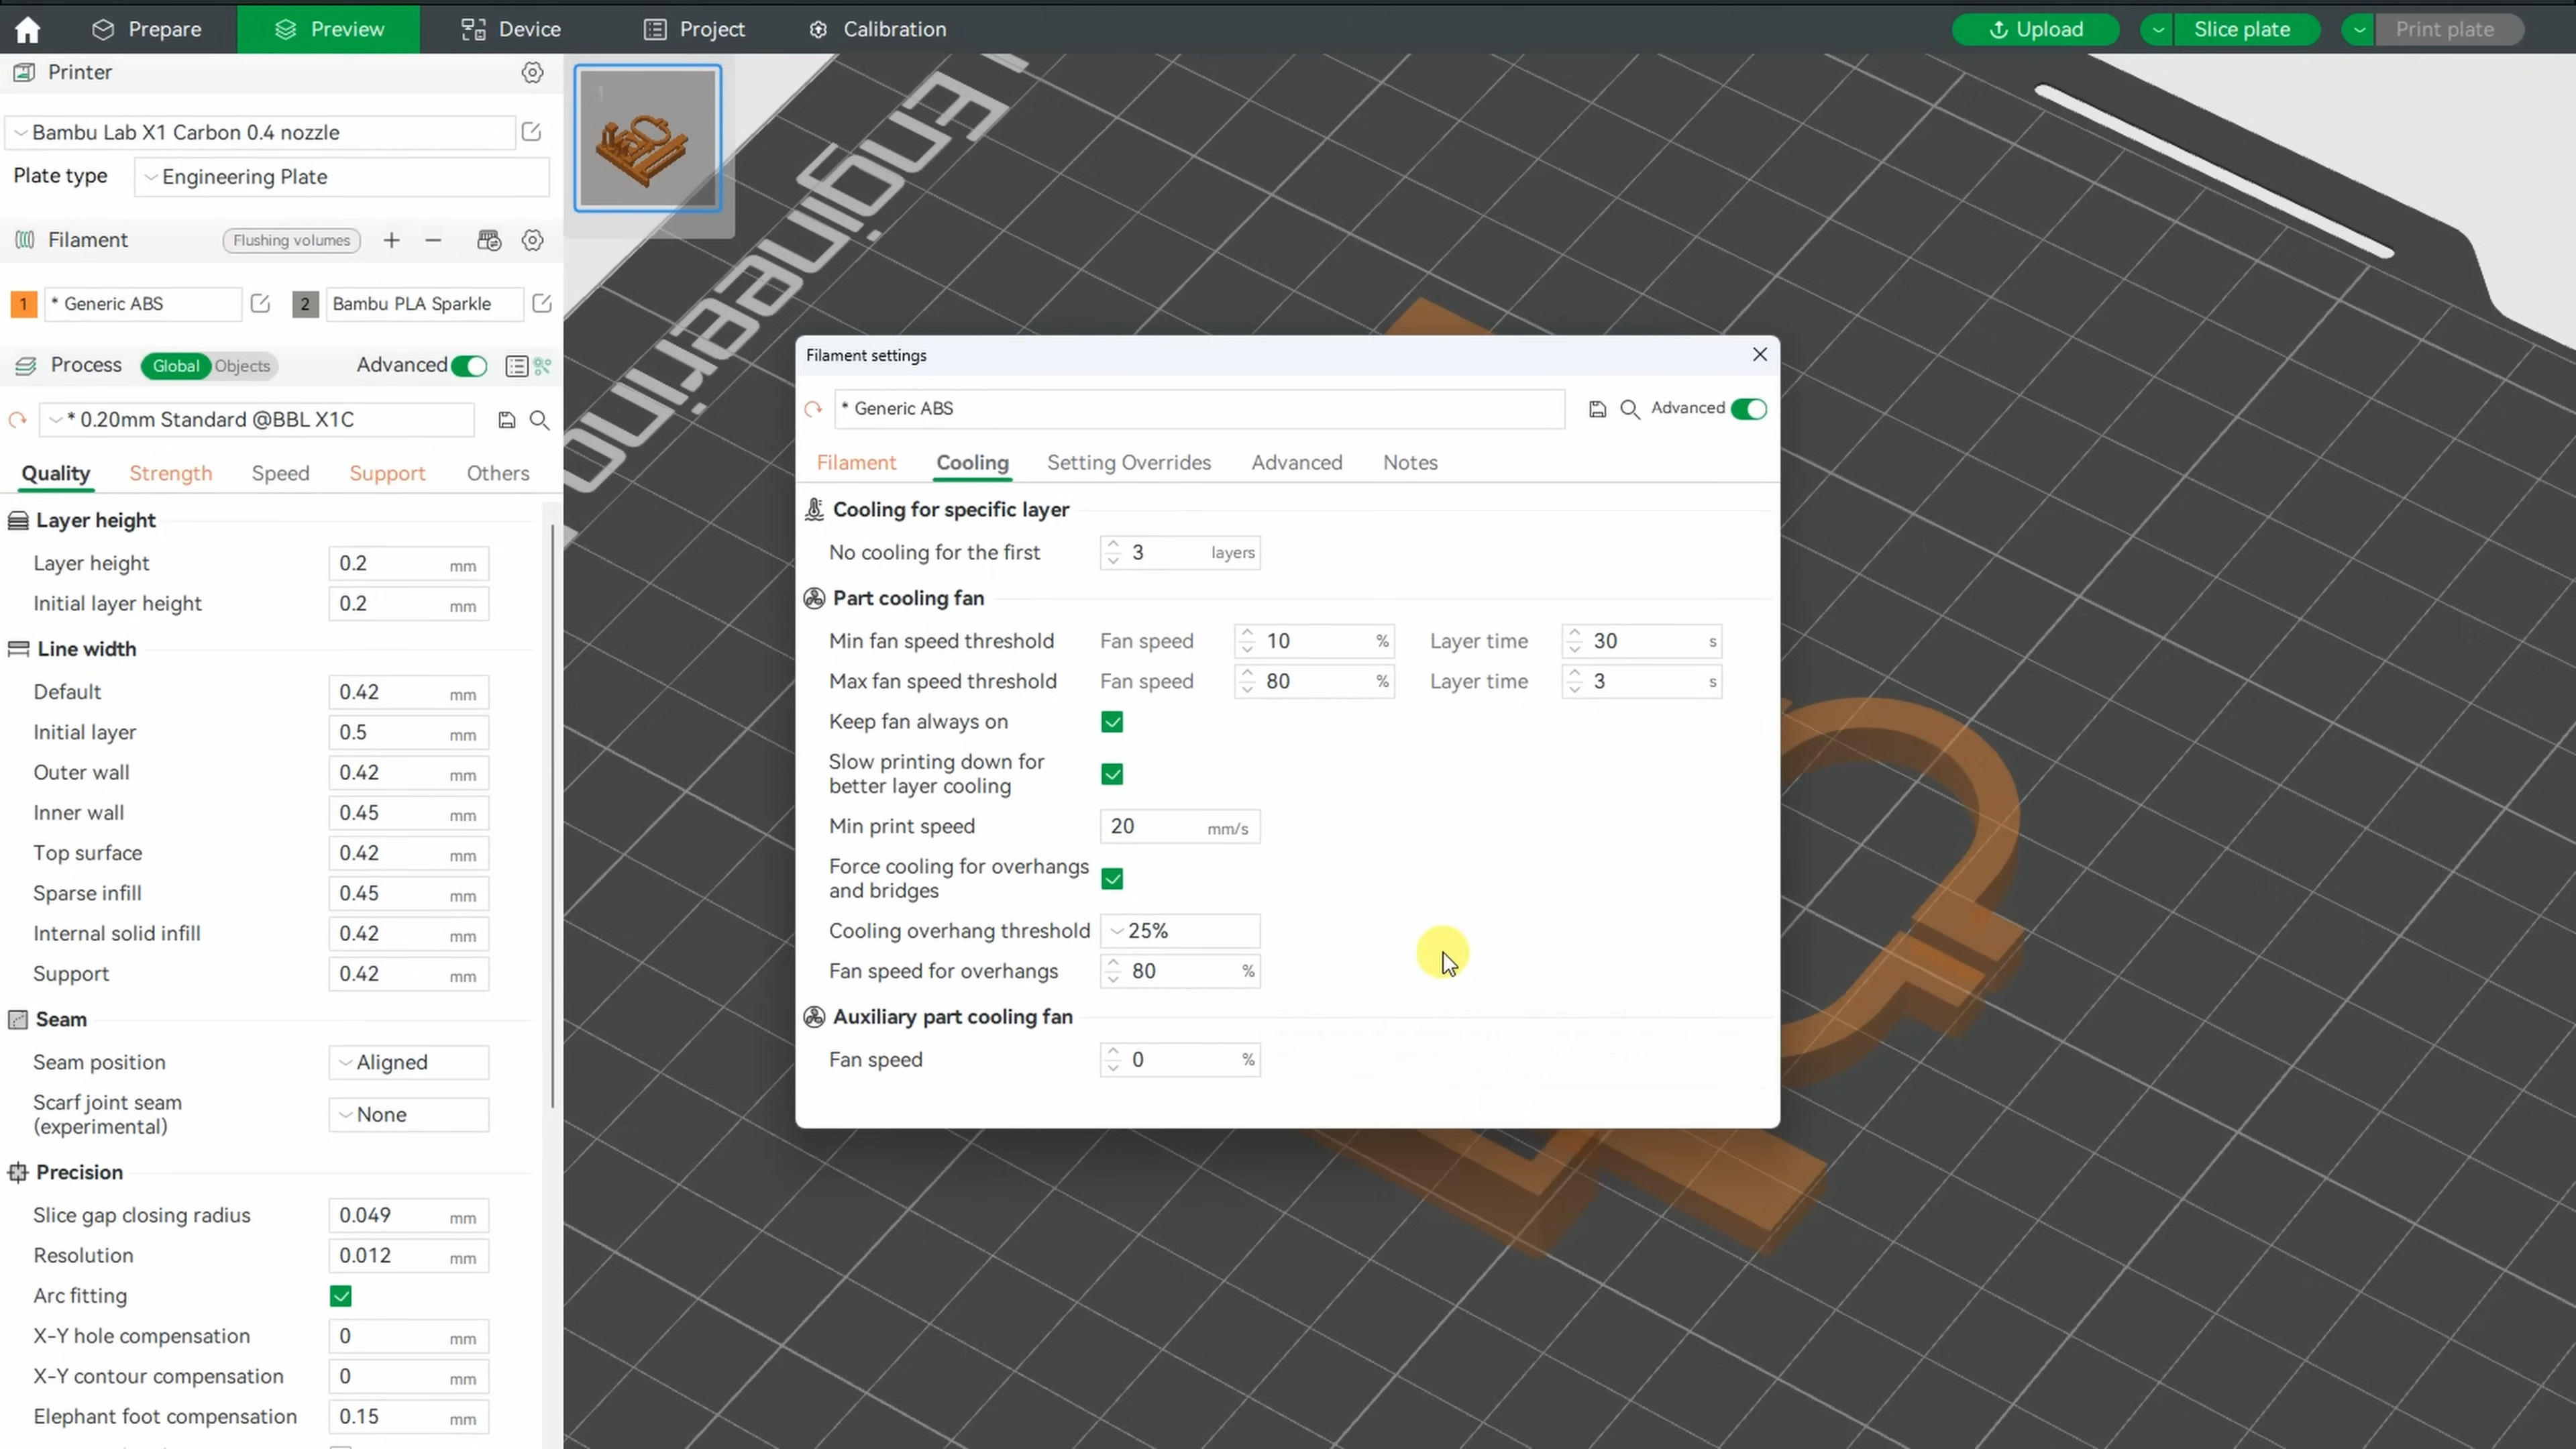 Prepare
Preview
Device
Project
Calibration
Upload
Slice plate
Print plate
Printer
Bambu Lab X1 Carbon 0.4 nozzle
Plate type
Engineering Plate
Filament
Flushing volumes
1
* Generic ABS
2
Bambu PLA Sparkle
Process
Global
Objects
Advanced
* 0.20mm Standard @BBL X1C
Quality
Strength
Speed
Support
Others
Layer height
Layer height 0.2 mm
Initial layer height 0.2 mm
Line width
Default 0.42 mm
Initial layer 0.5 mm
Outer wall 0.42 mm
Inner wall 0.45 mm
Top surface 0.42 mm
Sparse infill 0.45 mm
Internal solid infill 0.42 mm
Support 0.42 mm
Seam
Seam position Aligned
Scarf joint seam
(experimental)
None
Precision
Slice gap closing radius 0.049 mm
Resolution 0.012 mm
Arc fitting
X-Y hole compensation 0 mm
X-Y contour compensation 0 mm
Elephant foot compensation 0.15 mm
Engineering
Filament settings
* Generic ABS
Advanced
Filament
Cooling
Setting Overrides
Advanced
Notes
Cooling for specific layer
No cooling for the first 3 layers
Part cooling fan
Min fan speed threshold Fan speed 10 % Layer time 30 s
Max fan speed threshold Fan speed 80 % Layer time 3 s
Keep fan always on
Slow printing down for
better layer cooling
Min print speed 20 mm/s
Force cooling for overhangs
and bridges
Cooling overhang threshold 25%
Fan speed for overhangs 80 %
Auxiliary part cooling fan
Fan speed 0 %